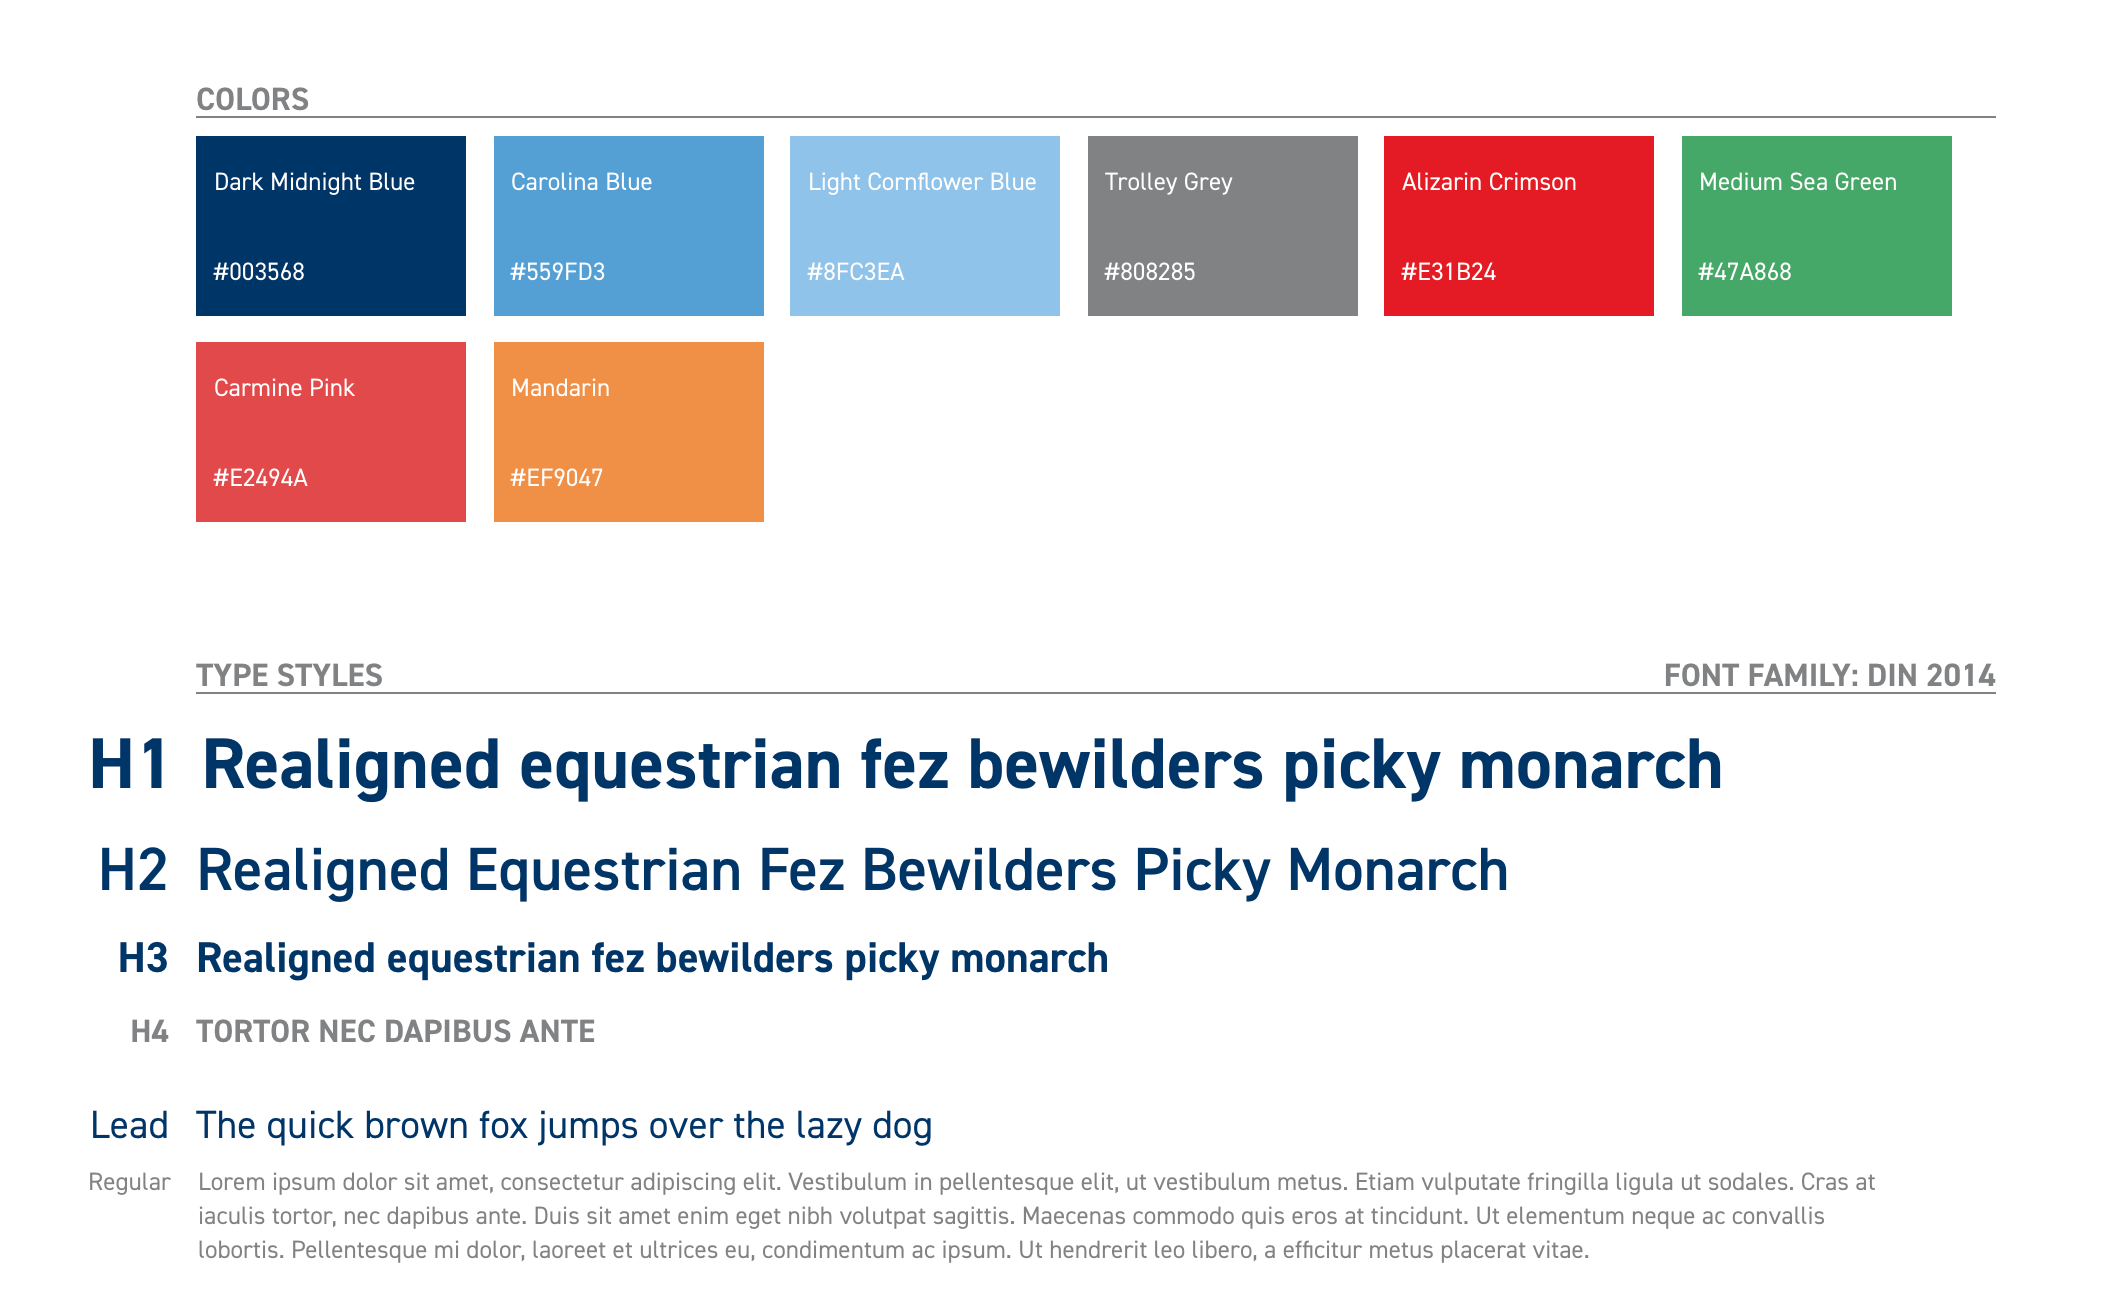 COLORS
Dark Midnight Blue
#003568
Carolina Blue
#559FD3
Light Cornflower Blue
#8FC3EA
Trolley Grey
#808285
Alizarin Crimson
#E31B24
Medium Sea Green
#47A868
Carmine Pink
#E2494A
Mandarin
#EF9047
TYPE STYLES
FONT FAMILY: DIN 2014
H1 Realigned equestrian fez bewilders picky monarch
H2 Realigned Equestrian Fez Bewilders Picky Monarch
H3 Realigned equestrian fez bewilders picky monarch
H4 TORTOR NEC DAPIBUS ANTE
Lead The quick brown fox jumps over the lazy dog
Regular Lorem ipsum dolor sit amet, consectetur adipiscing elit. Vestibulum in pellentesque elit, ut vestibulum metus. Etiam vulputate fringilla ligula ut sodales. Cras at
iaculis tortor, nec dapibus ante. Duis sit amet enim eget nibh volutpat sagittis. Maecenas commodo quis eros at tincidunt. Ut elementum neque ac convallis
lobortis. Pellentesque mi dolor, laoreet et ultrices eu, condimentum ac ipsum. Ut hendrerit leo libero, a efficitur metus placerat vitae.